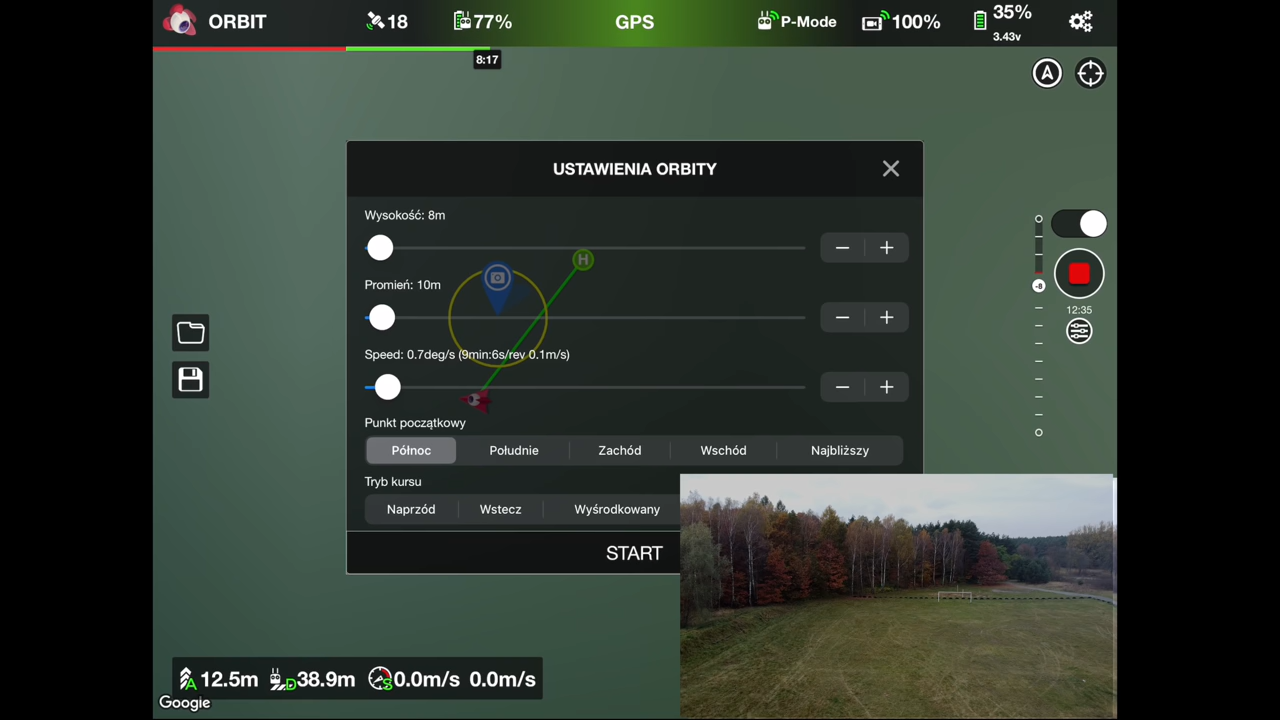 ORBIT 18 77% GPS P-Mode 100% 35%
3.43v
8:17
A
USTAWIENIA ORBITY
Wysokość: 8m
H
Promień: 10m
-8
12:35
Speed: 0.7deg/s (9min:6s/rev 0.1m/s)
Punkt początkowy
Północ Południe Zachód Wschód Najbliższy
Tryb kursu
Naprzód Wstecz Wyśrodkowany
START
A 12.5m D 38.9m S 0.0m/s 0.0m/s
Google